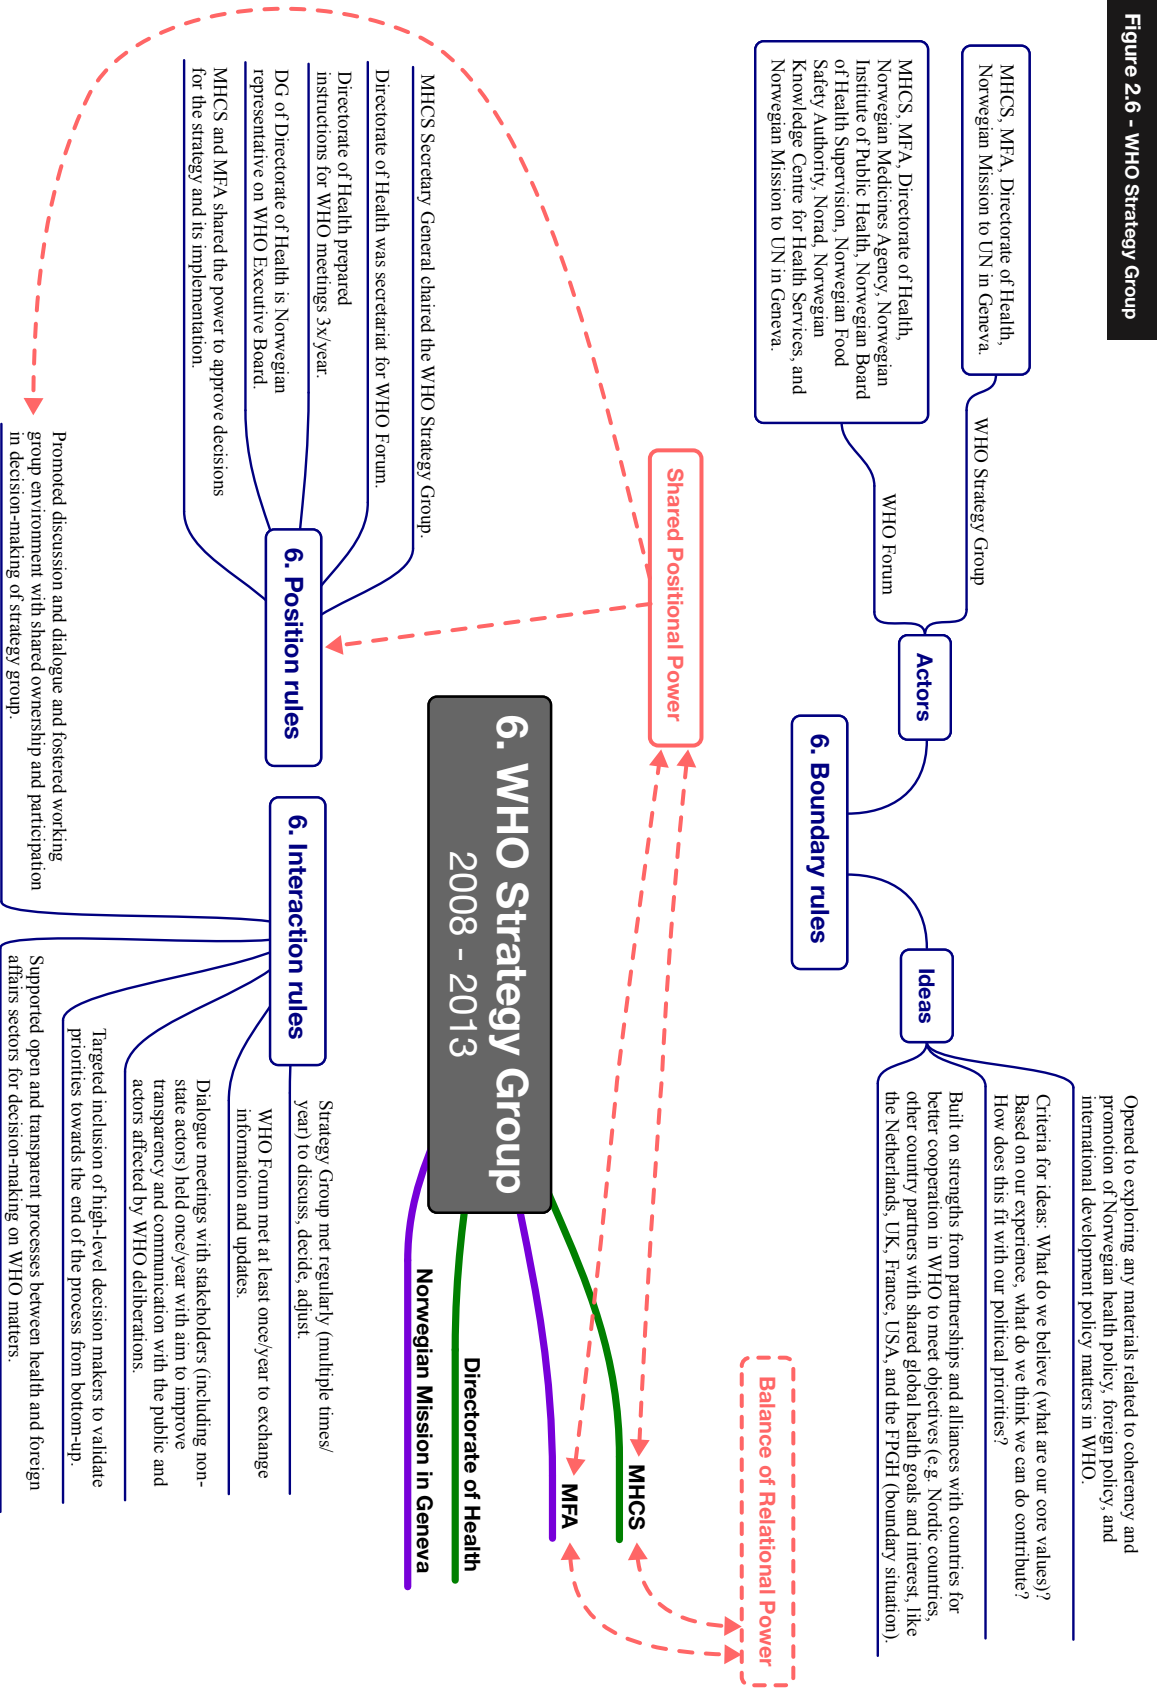 Figure 2.6 - WHO Strategy Group
MHCS, MFA, Directorate of Health,
Norwegian Mission to UN in Geneva.
WHO Strategy Group
MHCS, MFA, Directorate of Health,
Norwegian Medicines Agency, Norwegian
Institute of Public Health, Norwegian Board
of Health Supervision, Norwegian Food
Safety Authority, Norad, Norwegian
Knowledge Centre for Health Services, and
Norwegian Mission to UN in Geneva.
WHO Forum
Actors
6. Boundary rules
Ideas
Opened to exploring any materials related to coherency and
promotion of Norwegian health policy, foreign policy, and
international development policy matters in WHO.
Criteria for ideas: What do we believe (what are our core values)?
Based on our experience, what do we think we can do contribute?
How does this fit with our political priorities?
Built on strengths from partnerships and alliances with countries for
better cooperation in WHO to meet objectives (e.g. Nordic countries,
other country partners with shared global health goals and interest, like
the Netherlands, UK, France, USA, and the FPGH (boundary situation).
Shared Positional Power
Balance of Relational Power
6. WHO Strategy Group
2008 - 2013
MHCS
MFA
Directorate of Health
Norwegian Mission in Geneva
MHCS Secretary General chaired the WHO Strategy Group.
Directorate of Health was secretariat for WHO Forum.
Directorate of Health prepared
instructions for WHO meetings 3x/year.
DG of Directorate of Health is Norwegian
representative on WHO Executive Board.
MHCS and MFA shared the power to approve decisions
for the strategy and its implementation.
6. Position rules
6. Interaction rules
Strategy Group met regularly (multiple times/
year) to discuss, decide, adjust.
WHO Forum met at least once/year to exchange
information and updates.
Dialogue meetings with stakeholders (including non-
state actors) held once/year with aim to improve
transparency and communication with the public and
actors affected by WHO deliberations.
Targeted inclusion of high-level decision makers to validate
priorities towards the end of the process from bottom-up.
Supported open and transparent processes between health and foreign
affairs sectors for decision-making on WHO matters.
Promoted discussion and dialogue and fostered working
group environment with shared ownership and participation
in decision-making of strategy group.